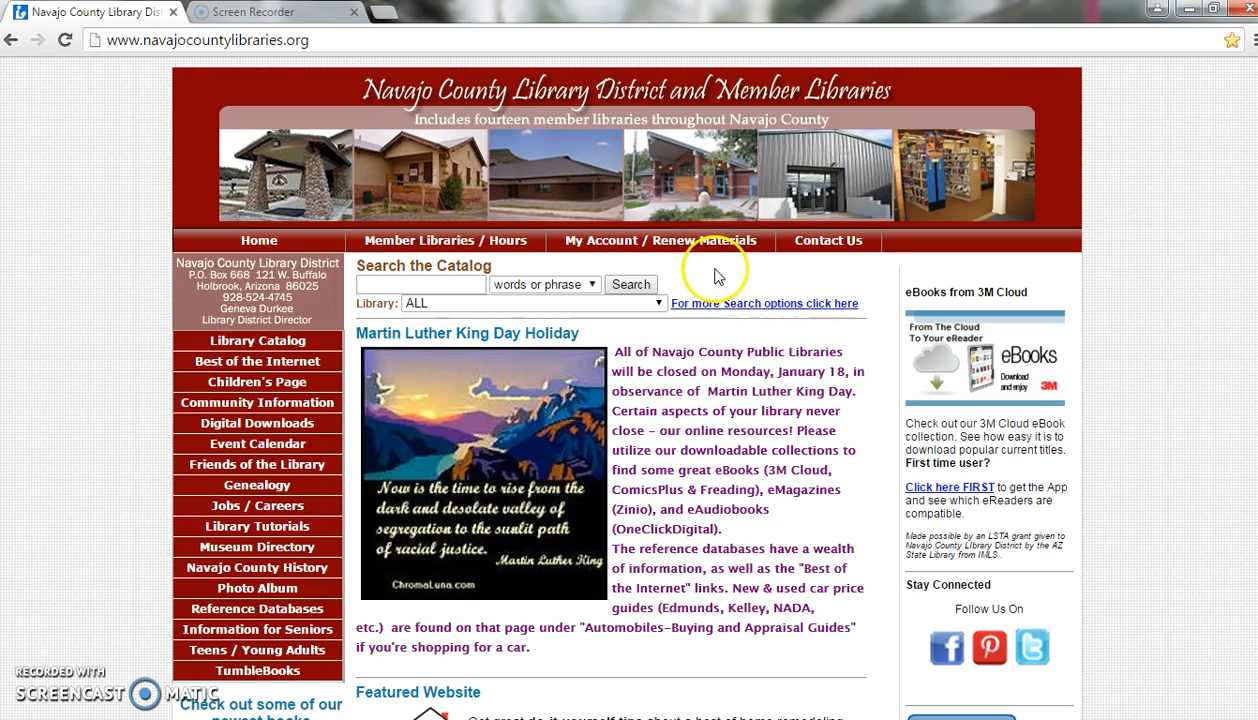 Navajo County Library Dist
Screen Recorder
www.navajocountylibraries.org
Navajo County Library District and Member Libraries
Includes fourteen member libraries throughout Navajo County
Home
Member Libraries / Hours
My Account / Renew Materials
Contact Us
Navajo County Library District
P.O. Box 668 121 W. Buffalo
Holbrook, Arizona 86025
928-524-4745
Geneva Durkee
Library District Director
Library Catalog
Best of the Internet
Children's Page
Community Information
Digital Downloads
Event Calendar
Friends of the Library
Genealogy
Jobs / Careers
Library Tutorials
Museum Directory
Navajo County History
Photo Album
Reference Databases
Information for Seniors
Teens / Young Adults
TumbleBooks
Check out some of our
newest books
Search the Catalog
words or phrase
Search
Library: ALL
For more Search options click here
Martin Luther King Day Holiday
Now is the time to rise from the
dark and desolate valley of
segregation to the sunlit path
of racial justice.
Martin Luther King
ChromaLuna.com
All of Navajo County Public Libraries
will be closed on Monday, January 18, in
observance of Martin Luther King Day.
Certain aspects of your library never
close - our online resources! Please
utilize our downloadable collections to
find some great eBooks (3M Cloud,
ComicsPlus & Freading), eMagazines
(Zinio), and eAudiobooks
(OneClickDigital).
The reference databases have a wealth
of information, as well as the "Best of
the Internet" links. New & used car price
guides (Edmunds, Kelley, NADA,
etc.) are found on that page under "Automobiles-Buying and Appraisal Guides"
if you're shopping for a car.
Featured Website
Get great do-it-yourself tips about a host of home remodeling
eBooks from 3M Cloud
From The Cloud
To Your eReader
eBooks
Download
and enjoy
3M
Check out our 3M Cloud eBook
collection. See how easy it is to
download popular current titles.
First time user?
Click here FIRST to get the App
and see which eReaders are
compatible.
Made possible by an LSTA grant given to
Navajo County Library District by the AZ
State Library from IMLS...
Stay Connected
Follow Us On
RECORDED WITH
SCREENCAST MATIC